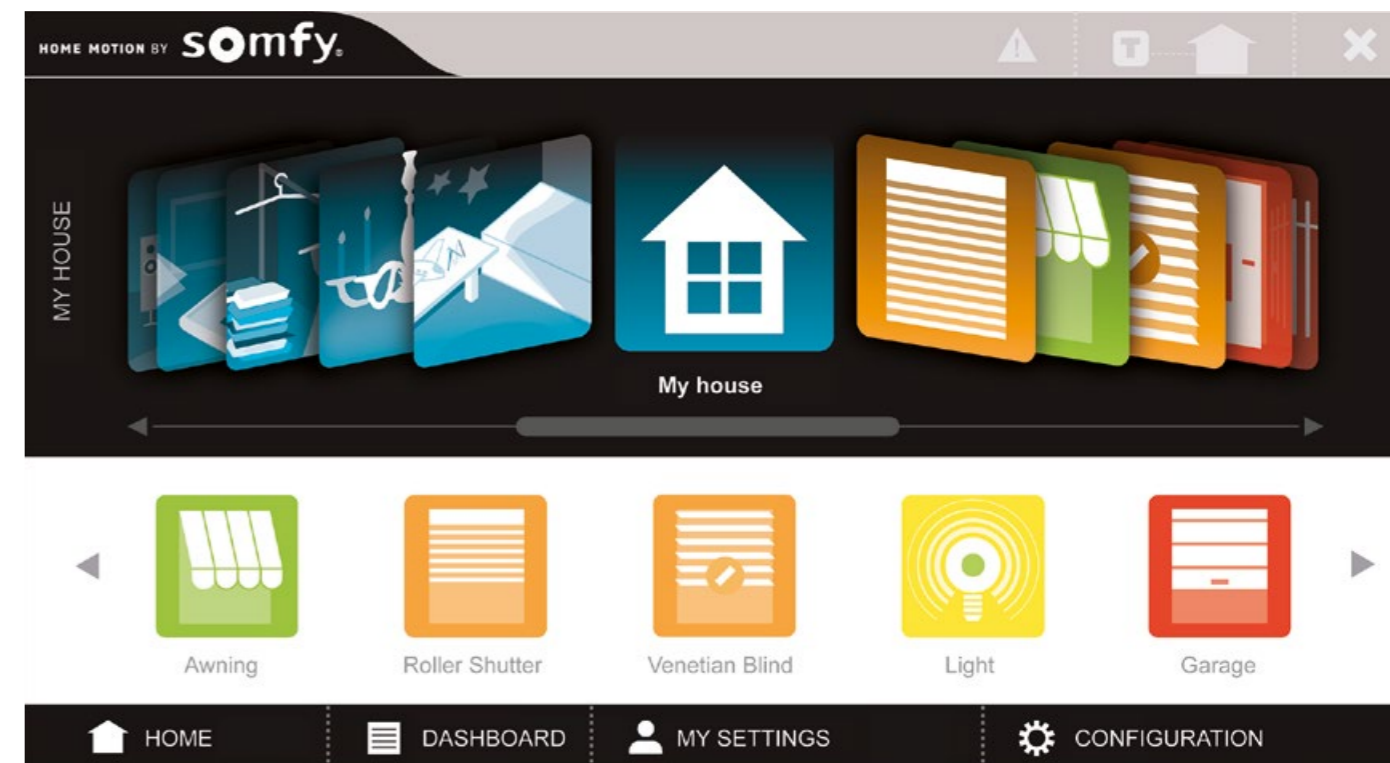 HOME MOTION BY somfy.
T
MY HOUSE
My house
Awning
Roller Shutter
Venetian Blind
Light
Garage
HOME
DASHBOARD
MY SETTINGS
CONFIGURATION